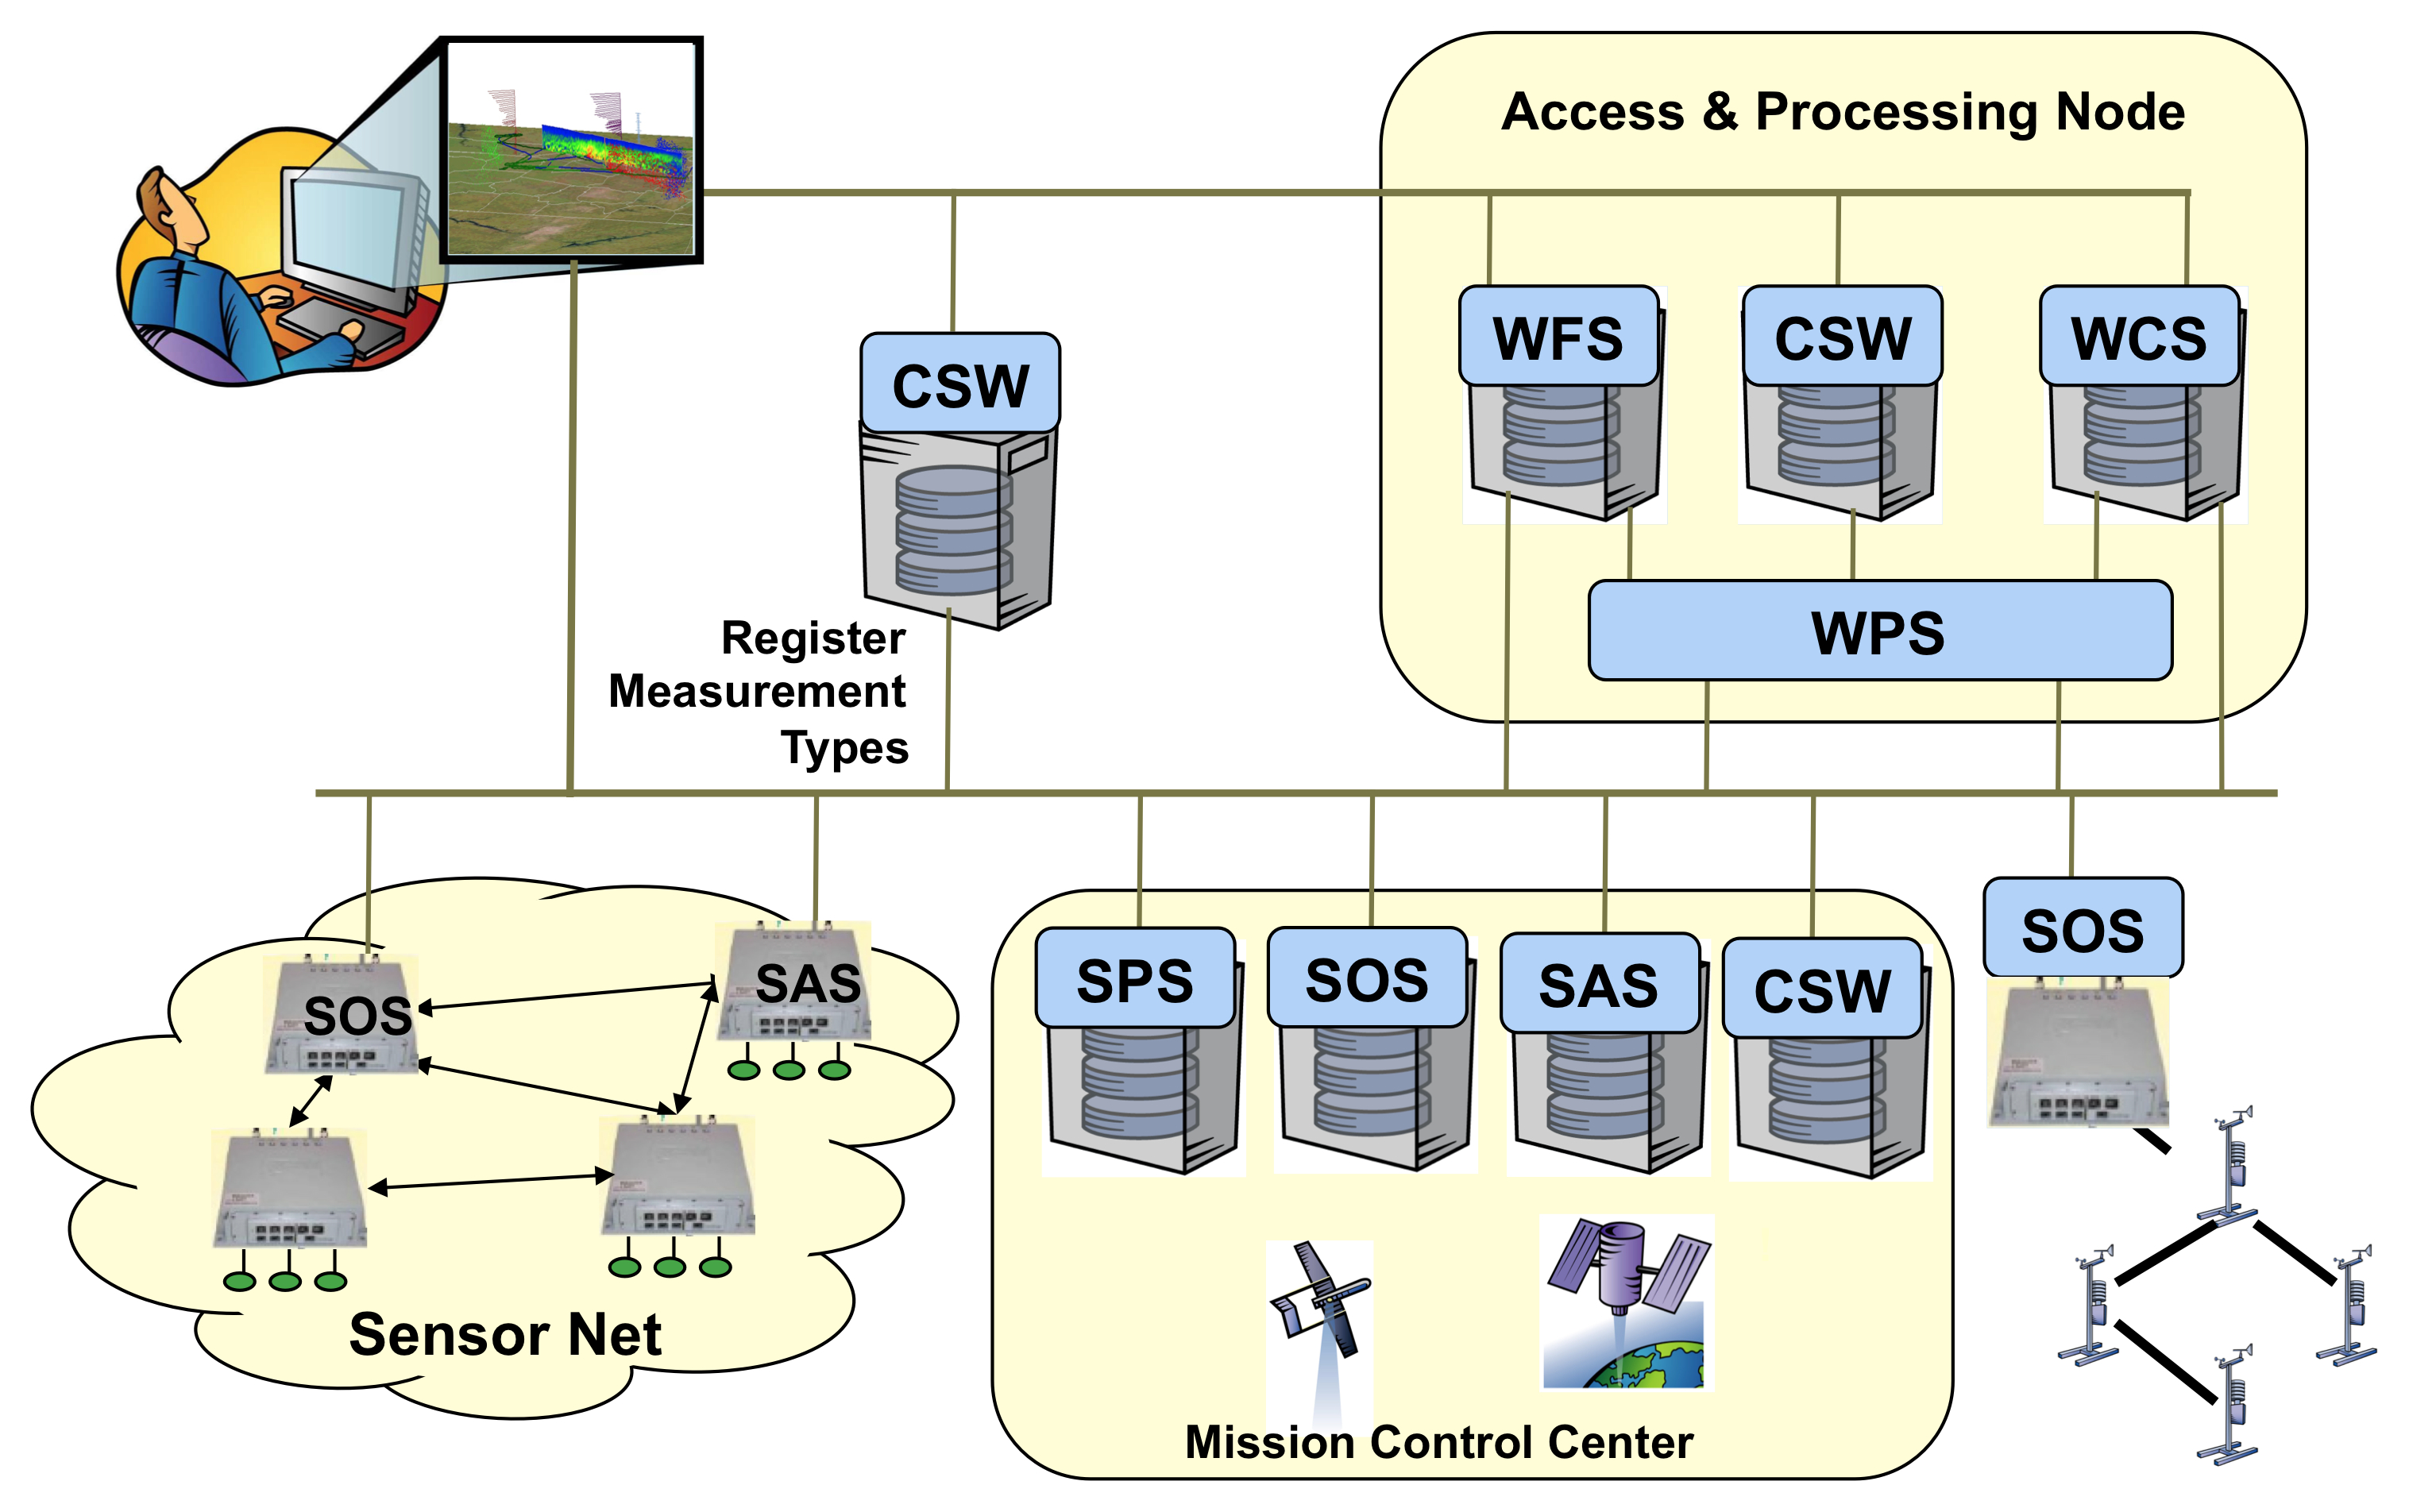 Access & Processing Node
WFS
CSW
WCS
CSW
WPS
Register
Measurement
Types
SOS
SAS
SPS
SOS
SAS
CSW
SOS
Sensor Net
Mission Control Center